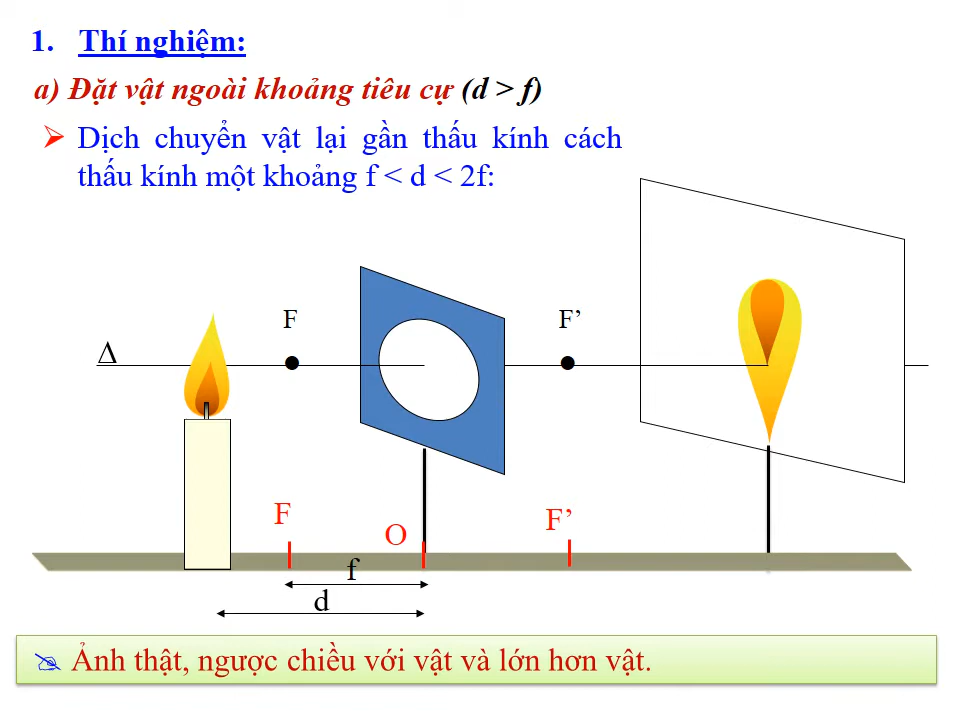 1. Thí nghiệm:
a) Đặt vật ngoài khoảng tiêu cự (d > f)
➢ Dịch chuyển vật lại gần thấu kính cách
thấu kính một khoảng f < d < 2f:
F
F’
Δ
F
O
F’
f
d
Ảnh thật, ngược chiều với vật và lớn hơn vật.